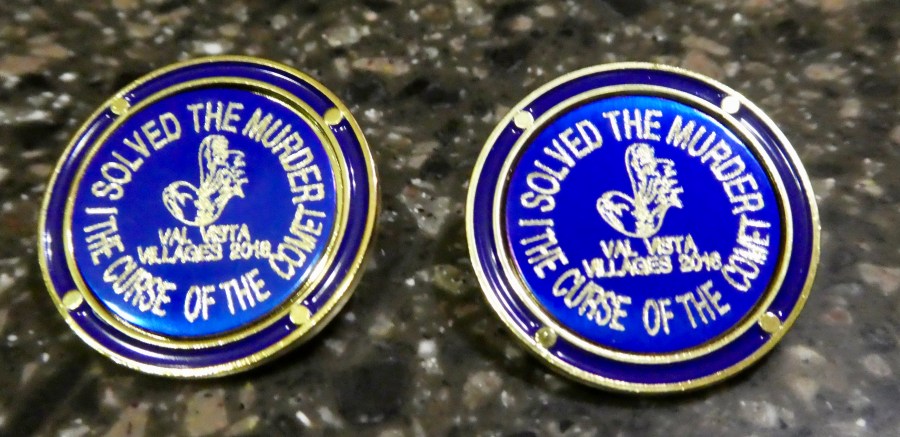 I SOLVED THE MURDER
VAL VISTA
VILLAGES 2018
THE CURSE OF THE COMET
I SOLVED THE MURDER
VAL VISTA
VILLAGES 2018
THE CURSE OF THE COMET